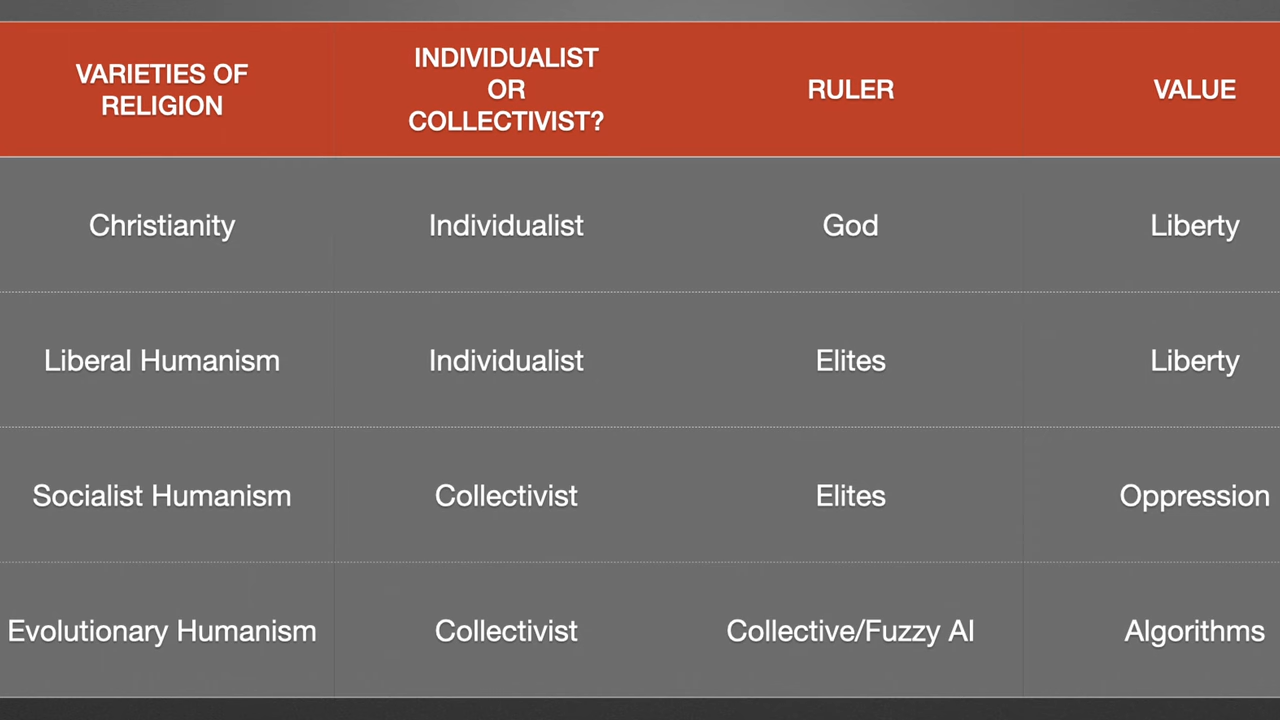 VARIETIES OF
RELIGION
INDIVIDUALIST
OR
COLLECTIVIST?
RULER
VALUE
Christianity
Individualist
God
Liberty
Liberal Humanism
Individualist
Elites
Liberty
Socialist Humanism
Collectivist
Elites
Oppression
Evolutionary Humanism
Collectivist
Collective/Fuzzy AI
Algorithms